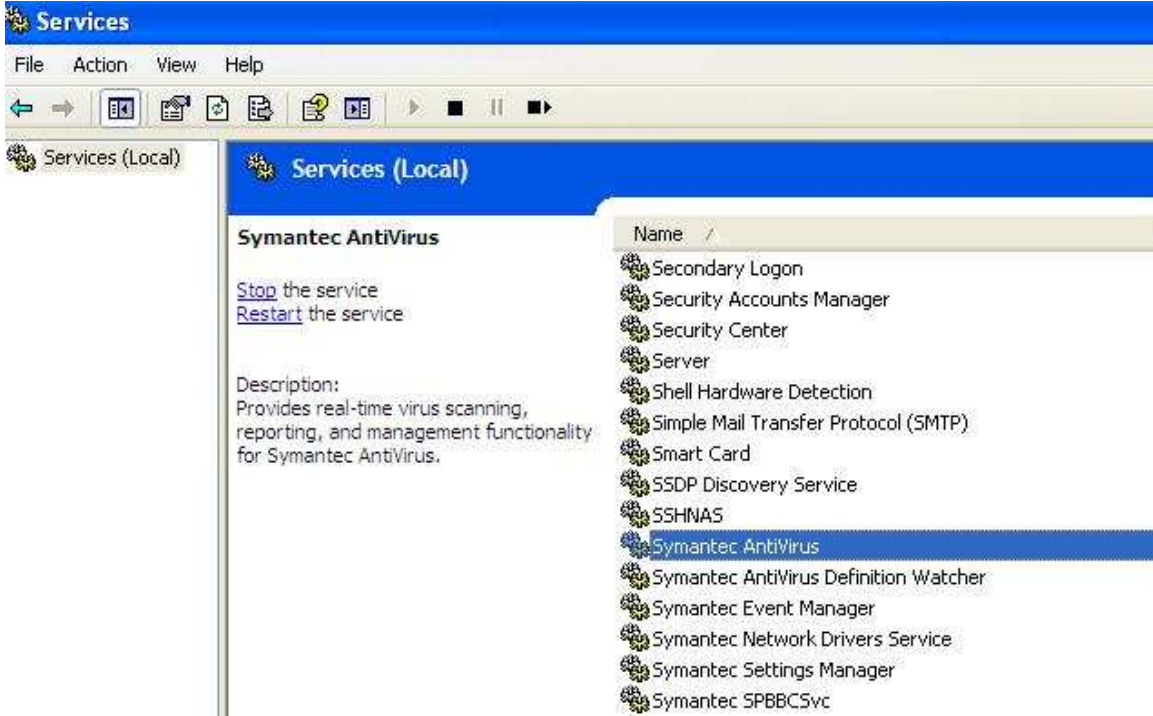 Services
File Action View Help
Services (Local)
Services (Local)
Symantec AntiVirus
Stop the service
Restart the service
Description:
Provides real-time virus scanning,
reporting, and management functionality
for Symantec AntiVirus.
Name
Secondary Logon
Security Accounts Manager
Security Center
Server
Shell Hardware Detection
Simple Mail Transfer Protocol (SMTP)
Smart Card
SSDP Discovery Service
SSHNAS
Symantec AntiVirus
Symantec AntiVirus Definition Watcher
Symantec Event Manager
Symantec Network Drivers Service
Symantec Settings Manager
Symantec SPBBCSvc